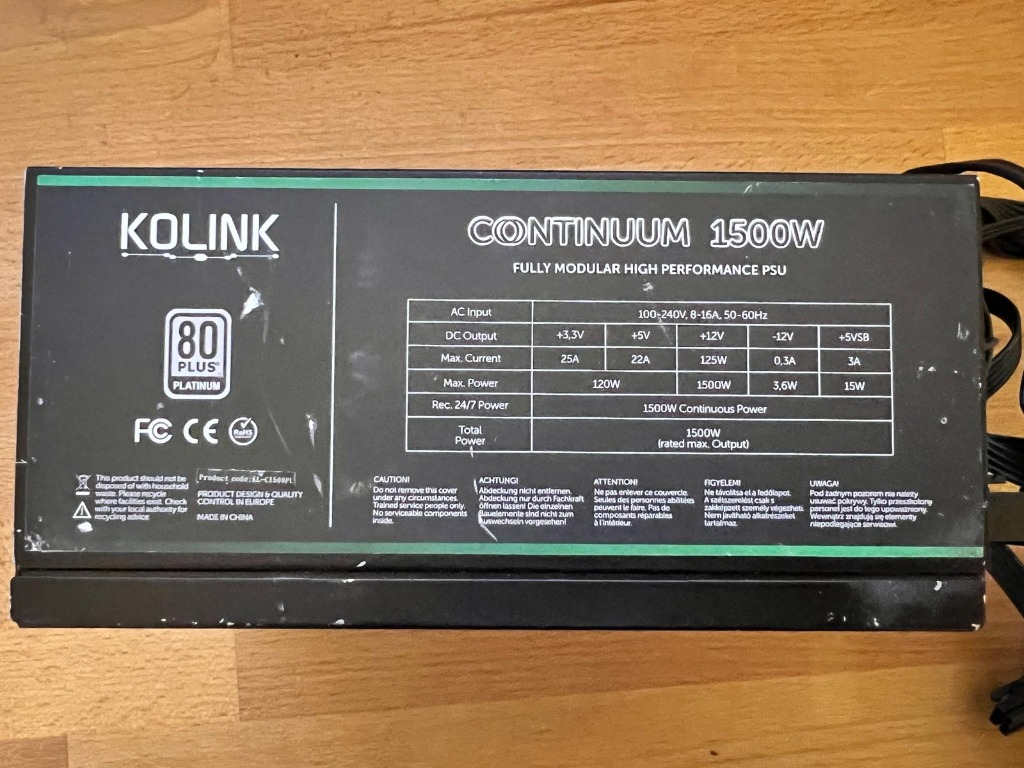 KOLINK
CONTINUUM 1500W
FULLY MODULAR HIGH PERFORMANCE PSU
AC Input 100-240V, 8-16A, 50-60Hz
DC Output +3,3V +5V +12V -12V +5VSB
Max. Current 25A 22A 125W 0,3A 3A
Max. Power 120W 1500W 3,6W 15W
Rec. 24/7 Power 1500W Continuous Power
Total
Power
1500W
(rated max. Output)
80
PLUS®
PLATINUM
FC CE RoHS
This product should not be
disposed of with household
waste. Please recycle
where facilities exist. Check
with your local authority for
recycling advice
Product code:KL-C1500PL
PRODUCT DESIGN & QUALITY
CONTROL IN EUROPE
MADE IN CHINA
CAUTION!
Do not remove this cover
under any circumstances.
Trained service people only.
No serviceable components
inside.
ACHTUNG!
Abdeckung nicht entfernen.
Abdeckung nur durch Fachkraft
öffnen lassen! Die einzelnen
Bauelemente sind nicht zum
Auswechseln vorgesehen!
ATTENTION!
Ne pas enlever ce couvercle.
Seules des personnes abilitées
peuvent le faire. Pas de
composants réparables
à l'intérieur.
FIGYELEM!
Ne távolítsa el a fedőlapot.
A szétszerelést csak s
zakképzett személy végezheti.
Nem javítható alkatrészeket
tartalmaz.
UWAGA!
Pod żadnym pozorem nie należy
usuwać pokrywy. Tylko przeszkolony
personel jest do tego upoważniony.
Wewnątrz znajdują się elementy
niepodlegające serwisowi.